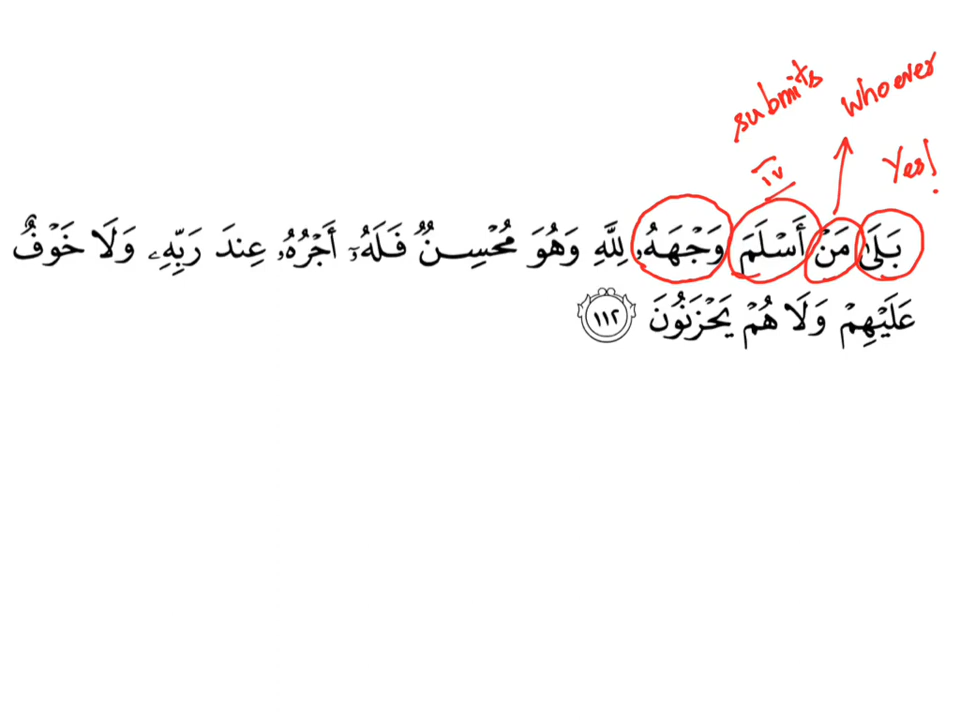 submits whoever
IV Yes!
بَلَىٰ مَنْ أَسْلَمَ وَجْهَهُۥ لِلَّهِ وَهُوَ مُحْسِنٌ فَلَهُۥٓ أَجْرُهُۥ عِندَ رَبِّهِۦ وَلَا خَوْفٌ
عَلَيْهِمْ وَلَا هُمْ يَحْزَنُونَ ١١٢